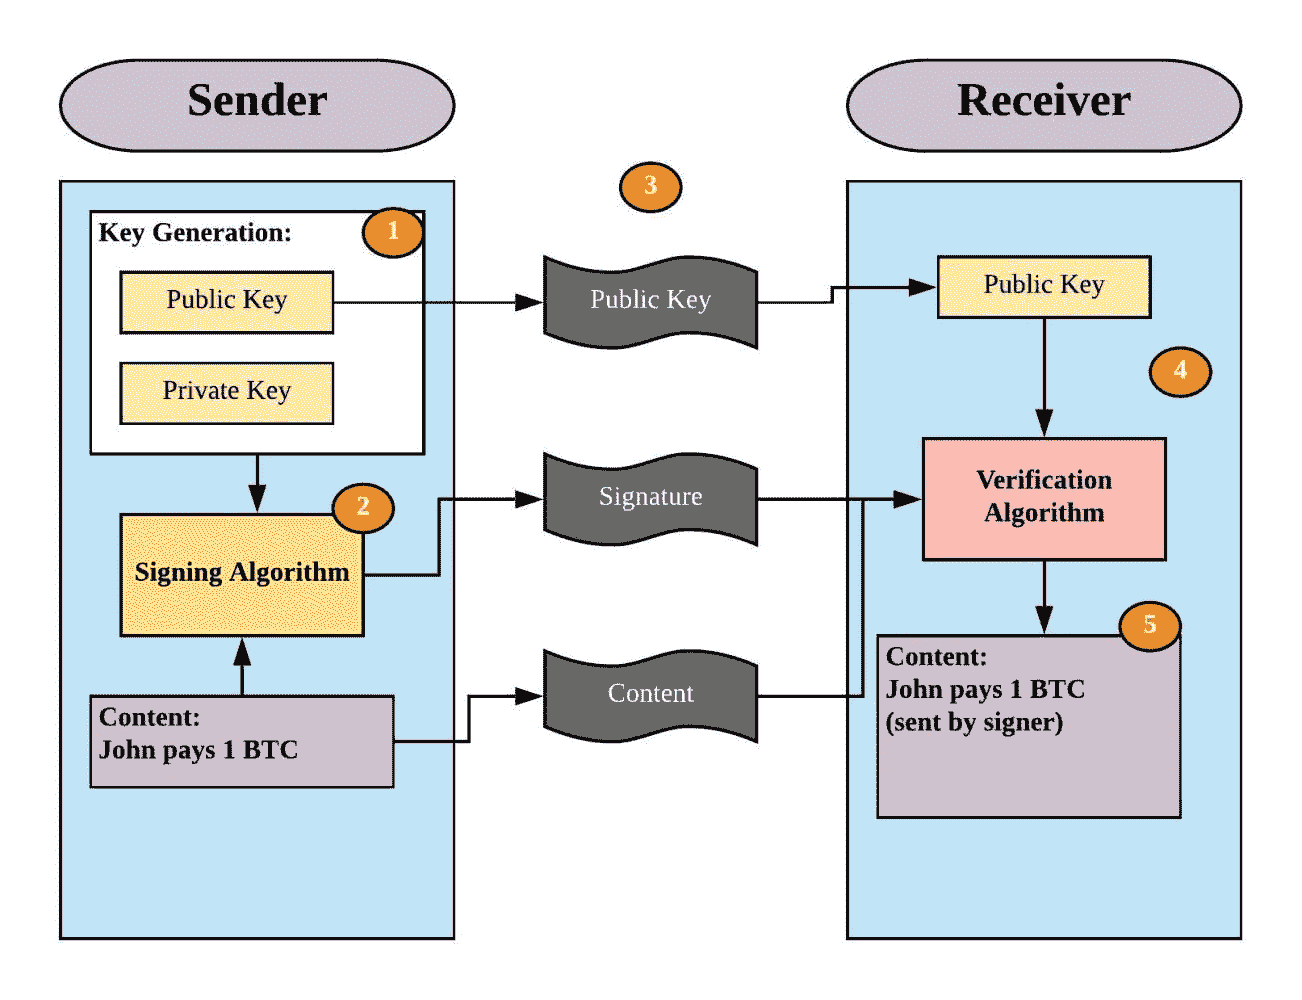 Sender
Receiver
3
1
Key Generation:
Public Key
Private Key
Public Key
Public Key
4
2
Signing Algorithm
Signature
Verification
Algorithm
Content:
John pays 1 BTC
Content
5
Content:
John pays 1 BTC
(sent by signer)